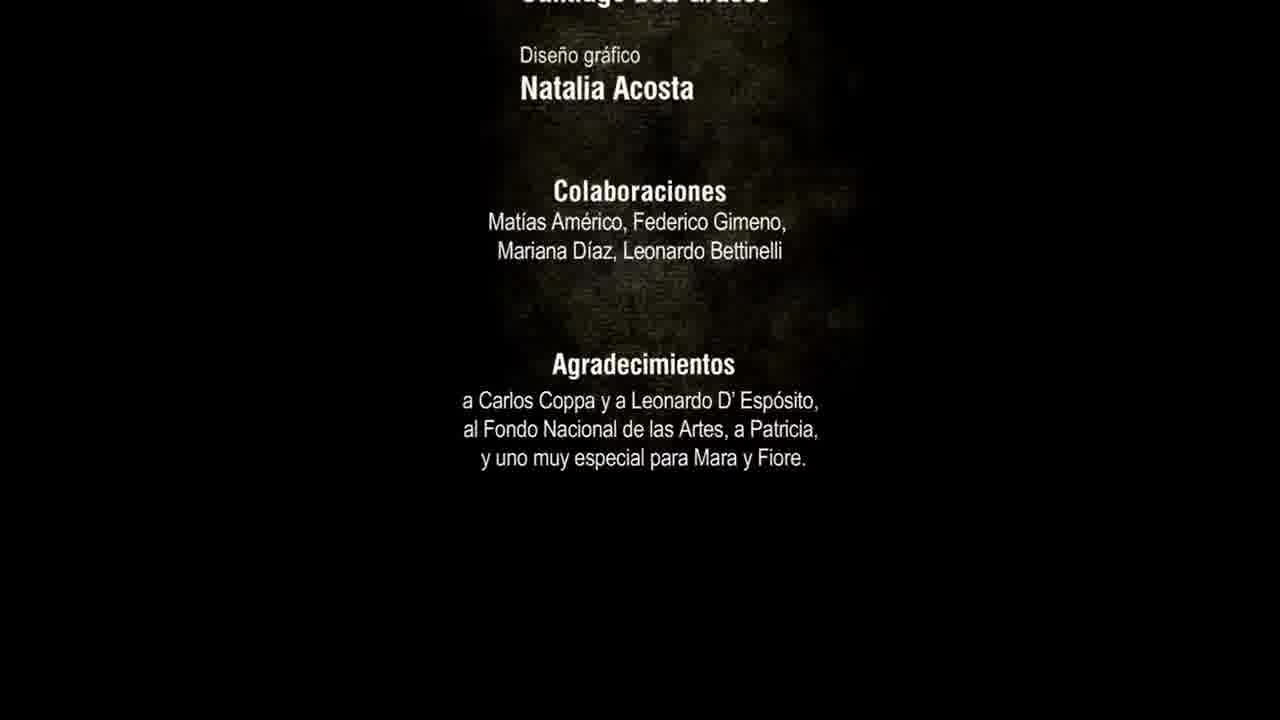 Diseño gráfico
Natalia Acosta
Colaboraciones
Matías Américo, Federico Gimeno,
Mariana Díaz, Leonardo Bettinelli
Agradecimientos
a Carlos Coppa y a Leonardo D' Espósito,
al Fondo Nacional de las Artes, a Patricia,
y uno muy especial para Mara y Fiore.